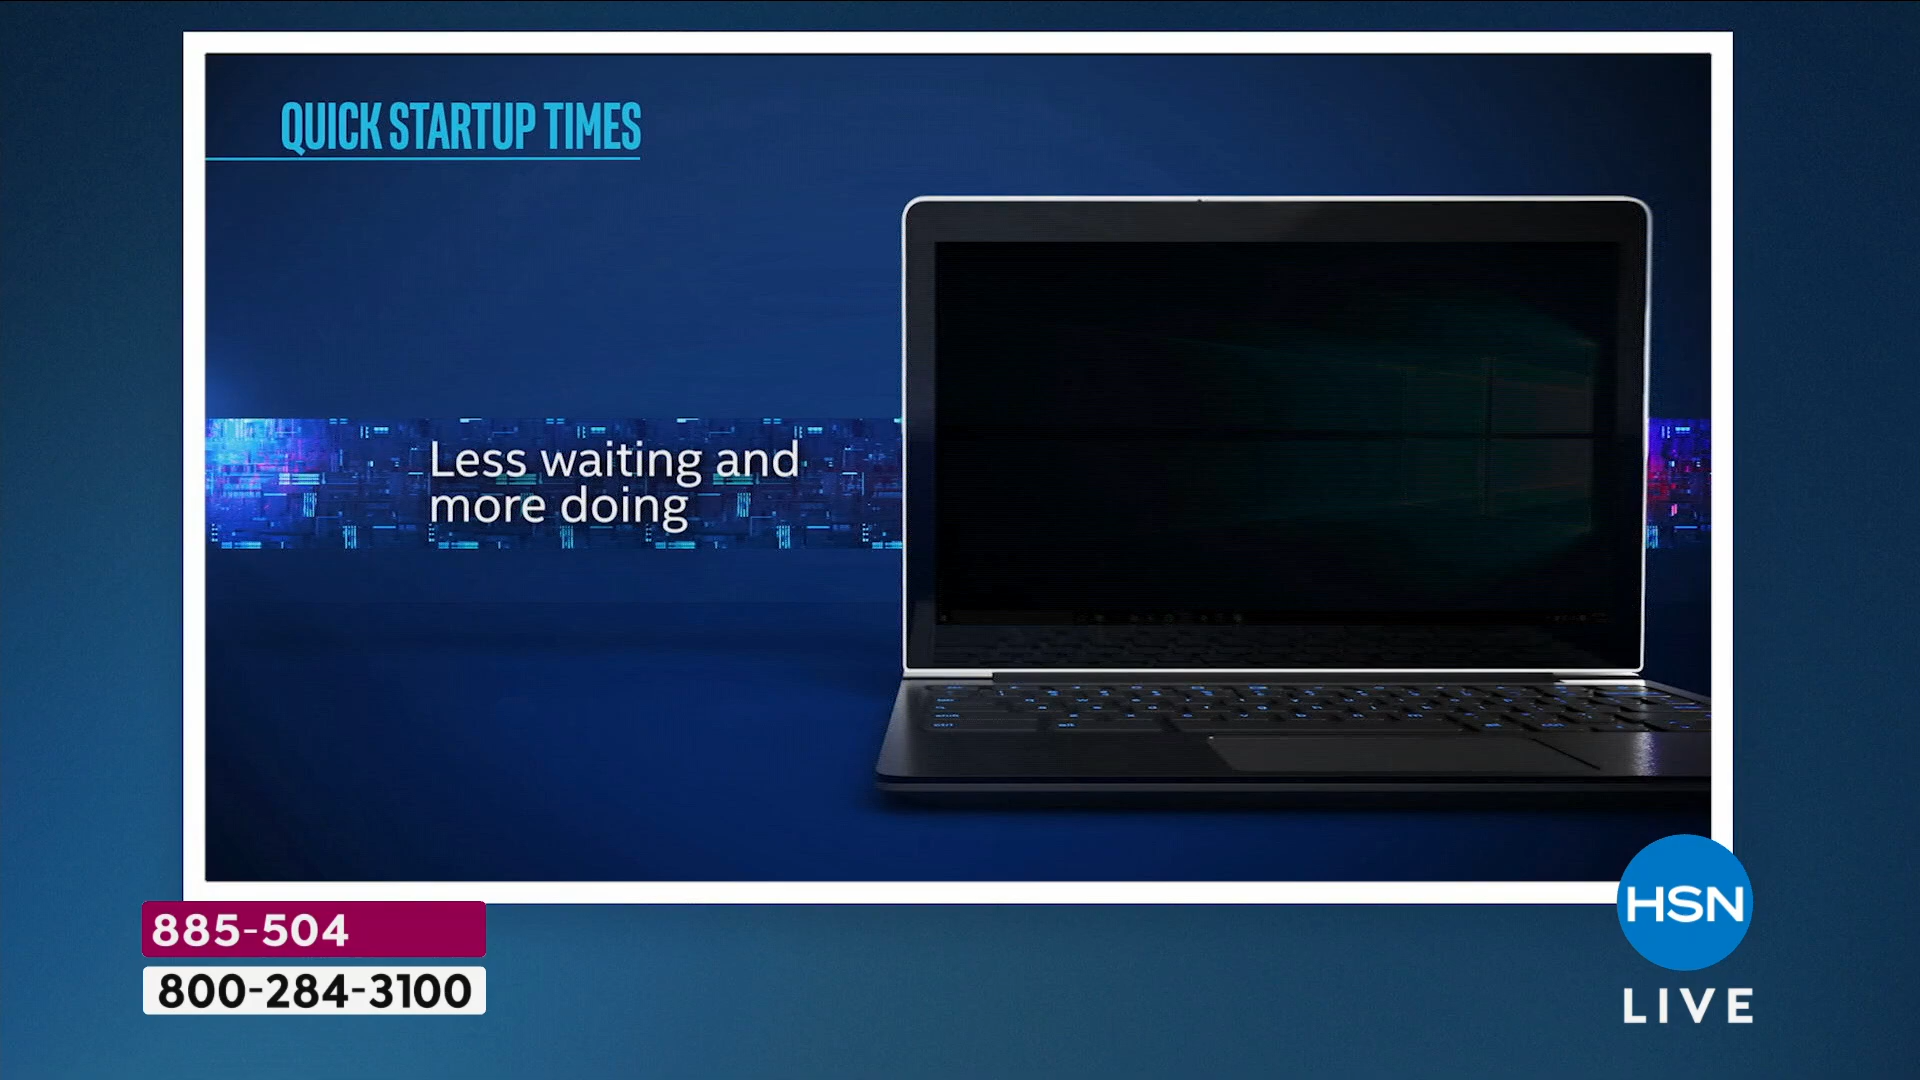 QUICK STARTUP TIMES
Less waiting and
more doing
885-504
800-284-3100
HSN
LIVE